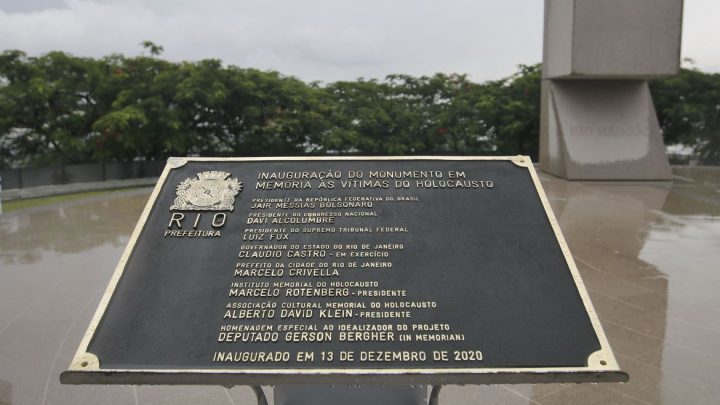 INAUGURAÇÃO DO MONUMENTO EM
MEMÓRIA ÀS VÍTIMAS DO HOLOCAUSTO
RIO
PREFEITURA
PRESIDENTE DA REPÚBLICA FEDERATIVA DO BRASIL
JAIR MESSIAS BOLSONARO
PRESIDENTE DO CONGRESSO NACIONAL
DAVI ALCOLUMBRE
PRESIDENTE DO SUPREMO TRIBUNAL FEDERAL
LUIZ FUX
GOVERNADOR DO ESTADO DO RIO DE JANEIRO
CLAUDIO CASTRO - EM EXERCÍCIO
PREFEITO DA CIDADE DO RIO DE JANEIRO
MARCELO CRIVELLA
INSTITUTO MEMORIAL DO HOLOCAUSTO
MARCELO ROTENBERG - PRESIDENTE
ASSOCIAÇÃO CULTURAL MEMORIAL DO HOLOCAUSTO
ALBERTO DAVID KLEIN - PRESIDENTE
HOMENAGEM ESPECIAL AO IDEALIZADOR DO PROJETO
DEPUTADO GERSON BERGHER (IN MEMORIAN)
INAUGURADO EM 13 DE DEZEMBRO DE 2020